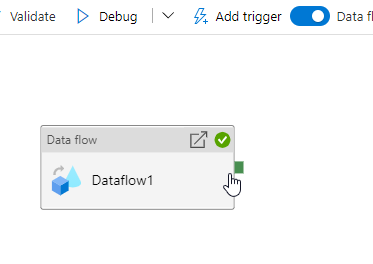 Validate Debug Add trigger Data fl
Data flow
Dataflow1